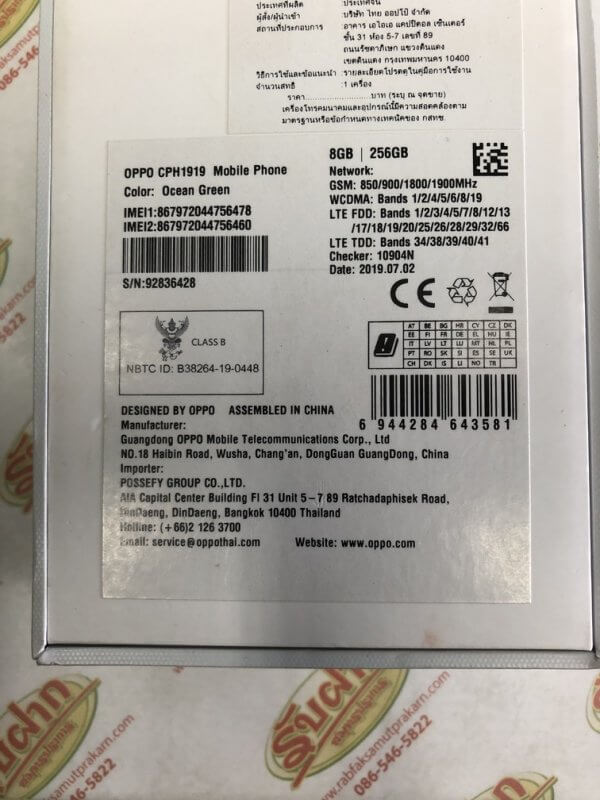 ประเทศที่ผลิต :ประเทศจีน
ผู้สั่ง/ผู้นำเข้า :บริษัท ไทย ออปโป้ จำกัด
สถานที่ประกอบการ :อาคาร เอไอเอ แคปปิตอล เซ็นเตอร์
ชั้น 31 ห้อง 5-7 เลขที่ 89
ถนนรัชดาภิเษก แขวงดินแดง
เขตดินแดง กรุงเทพมหานคร 10400
วิธีการใช้และข้อแนะนำ :รายละเอียดโปรดดูในคู่มือการใช้งาน
จำนวนสุทธิ :1 เครื่อง
ราคา....................บาท (ระบุ ณ จุดขาย)
เครื่องโทรคมนาคมและอุปกรณ์นี้มีความสอดคล้องตาม
มาตรฐานหรือข้อกำหนดทางเทคนิคของ กสทช.
OPPO CPH1919 Mobile Phone
Color: Ocean Green
IMEI1:867972044756478
IMEI2:867972044756460
S/N:92836428
8GB | 256GB
Network:
GSM: 850/900/1800/1900MHz
WCDMA: Bands 1/2/4/5/6/8/19
LTE FDD: Bands 1/2/3/4/5/7/8/12/13
/17/18/19/20/25/26/28/29/32/66
LTE TDD: Bands 34/38/39/40/41
Checker: 10904N
Date: 2019.07.02
CE
CLASS B
NBTC ID: B38264-19-0448
AT BE BG HR CY CZ DK
EE FI FR DE EL HU IE
IT LV LT LU MT NL PL
PT RO SK SI ES SE UK
CH DK IS LI NO TR
6 944284 643581
DESIGNED BY OPPO ASSEMBLED IN CHINA
Manufacturer:
Guangdong OPPO Mobile Telecommunications Corp., Ltd
NO.18 Haibin Road, Wusha, Chang'an, DongGuan GuangDong, China
Importer:
POSSEFY GROUP CO.,LTD.
AIA Capital Center Building Fl 31 Unit 5-7 89 Ratchadaphisek Road,
DinDaeng, DinDaeng, Bangkok 10400 Thailand
Hotline: (+66)2 126 3700
Email: service@oppothai.com Website: www.oppo.com
รับฝาก
สมุทรปราการ
www.rabfaksamutprakarn.com
086-546-5822